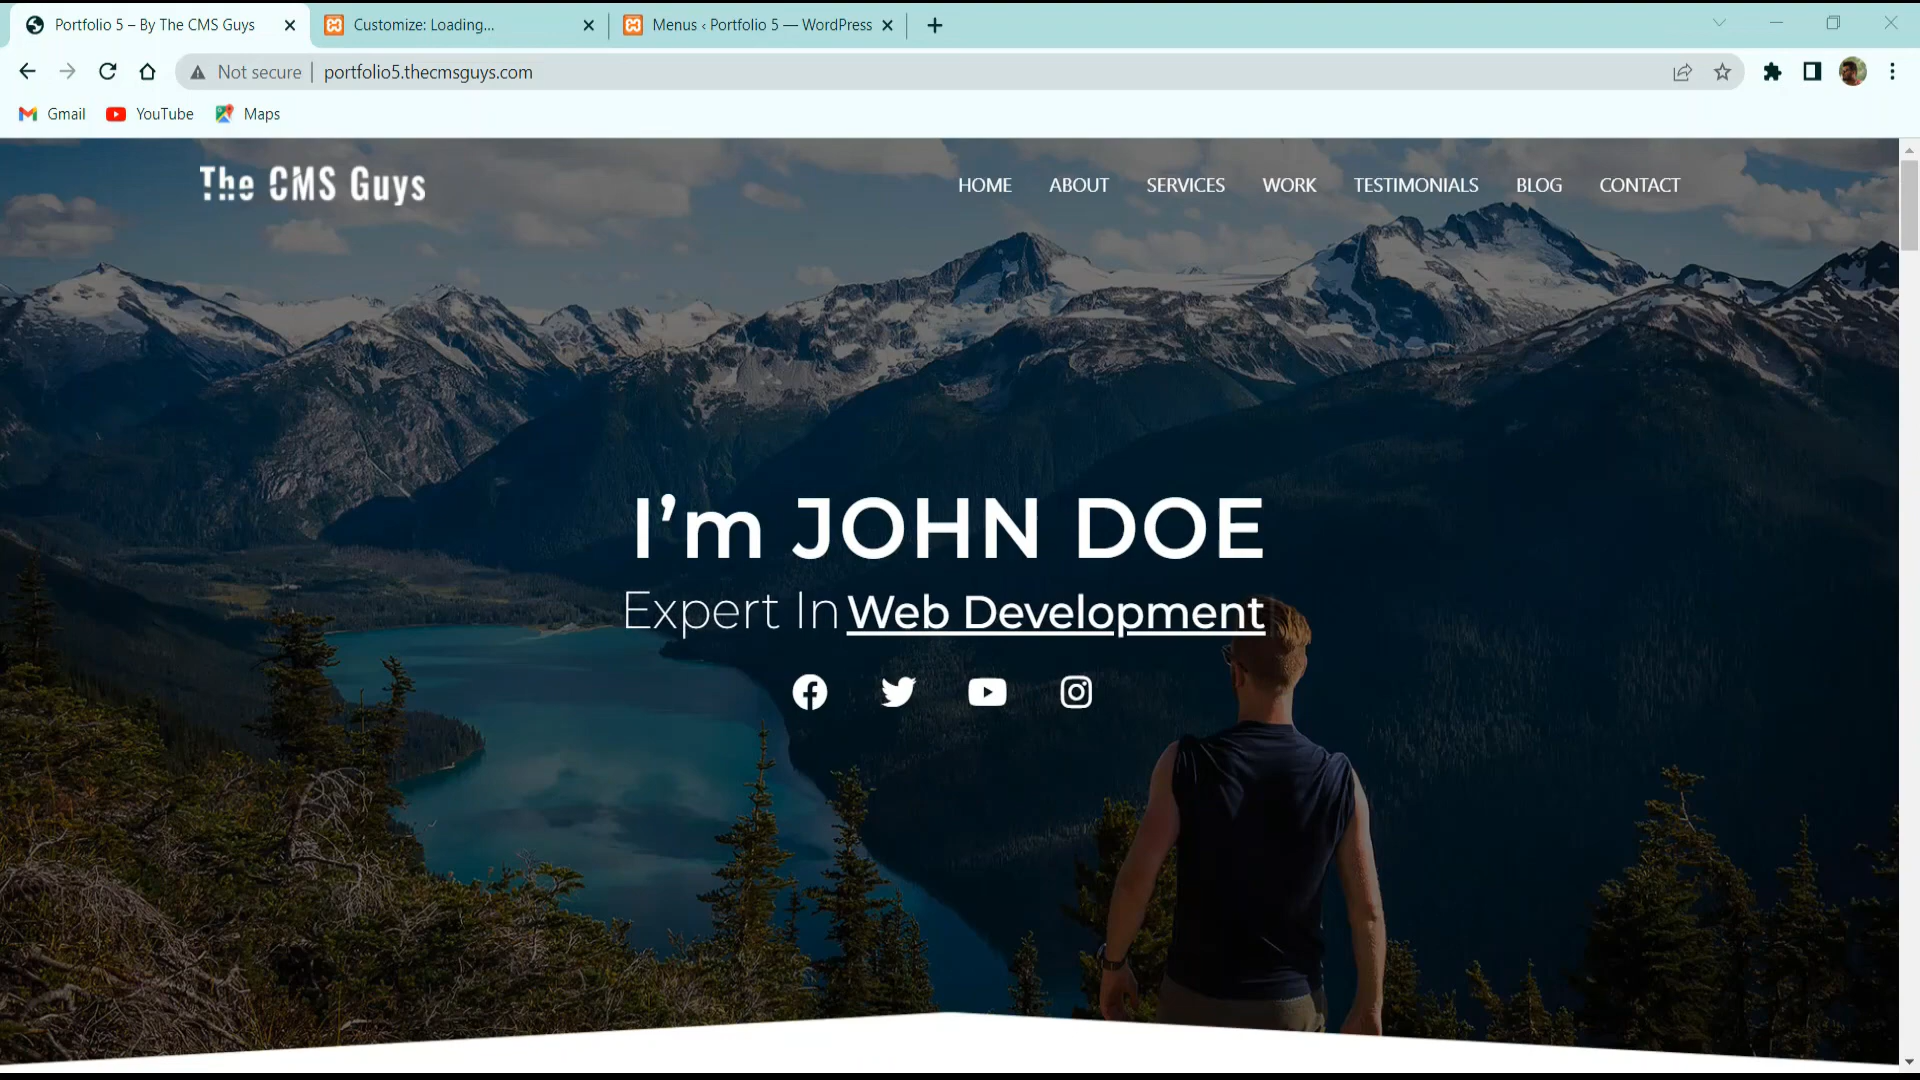 Portfolio 5 – By The CMS Guys
Customize: Loading...
Menus ‹ Portfolio 5 — WordPress
Not secure
portfolio5.thecmsguys.com
Gmail
YouTube
Maps
The CMS Guys
HOME
ABOUT
SERVICES
WORK
TESTIMONIALS
BLOG
CONTACT
I’m JOHN DOE
Expert In Web Development